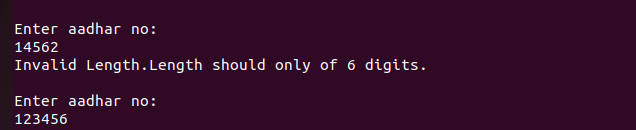 Enter aadhar no:
14562
Invalid Length.Length should only of 6 digits.
Enter aadhar no:
123456